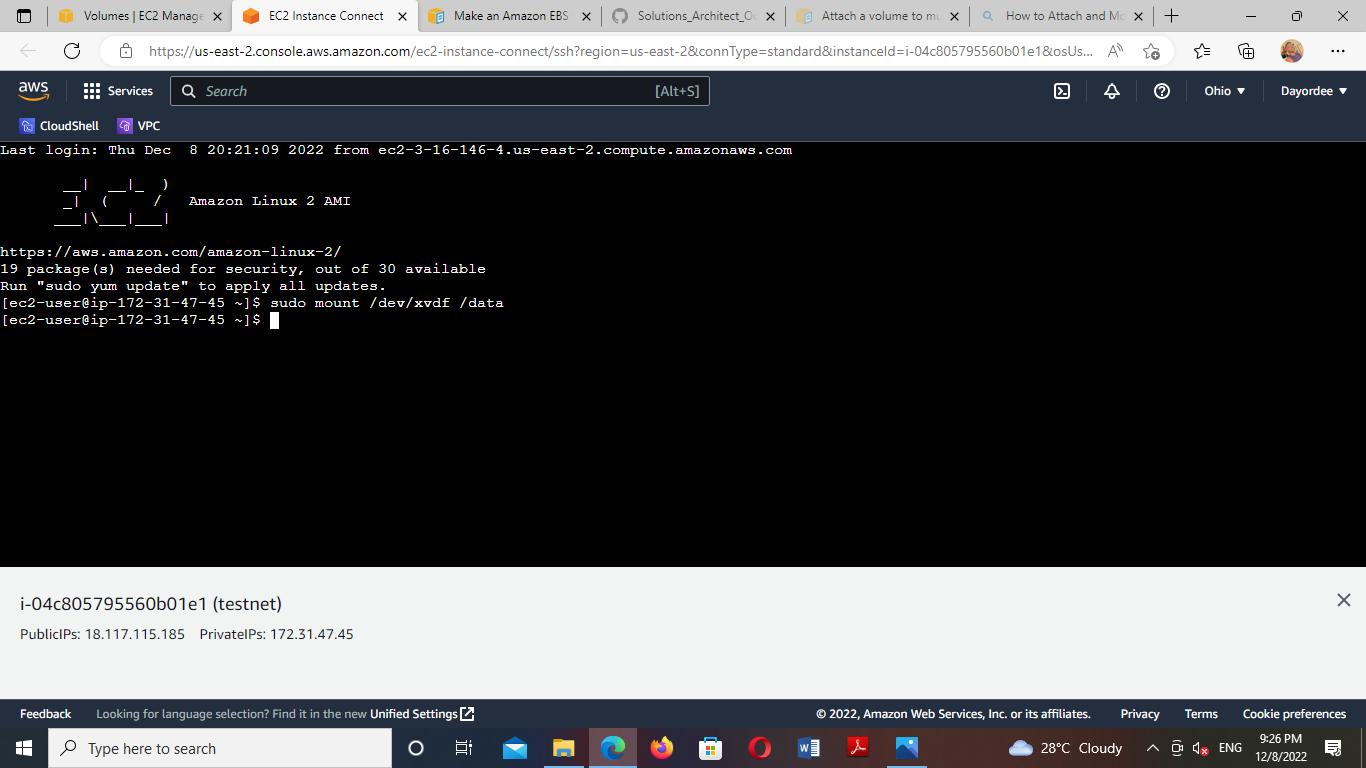 Volumes | EC2 Manage
EC2 Instance Connect
Make an Amazon EBS
Solutions_Architect_O
Attach a volume to mu
How to Attach and Mo
https://us-east-2.console.aws.amazon.com/ec2-instance-connect/ssh?region=us-east-2&connType=standard&instanceId=i-04c805795560b01e1&osUs...
aws
Services
Search
[Alt+S]
Ohio
Dayordee
CloudShell
VPC
Last login: Thu Dec  8 20:21:09 2022 from ec2-3-16-146-4.us-east-2.compute.amazonaws.com
       __|  __|_  )
       _|  (     /   Amazon Linux 2 AMI
      ___|\___|___|
https://aws.amazon.com/amazon-linux-2/
19 package(s) needed for security, out of 30 available
Run "sudo yum update" to apply all updates.
[ec2-user@ip-172-31-47-45 ~]$ sudo mount /dev/xvdf /data
[ec2-user@ip-172-31-47-45 ~]$
i-04c805795560b01e1 (testnet)
PublicIPs: 18.117.115.185 PrivateIPs: 172.31.47.45
Feedback
Looking for language selection? Find it in the new Unified Settings
© 2022, Amazon Web Services, Inc. or its affiliates.
Privacy
Terms
Cookie preferences
Type here to search
28°C Cloudy
ENG
9:26 PM
12/8/2022